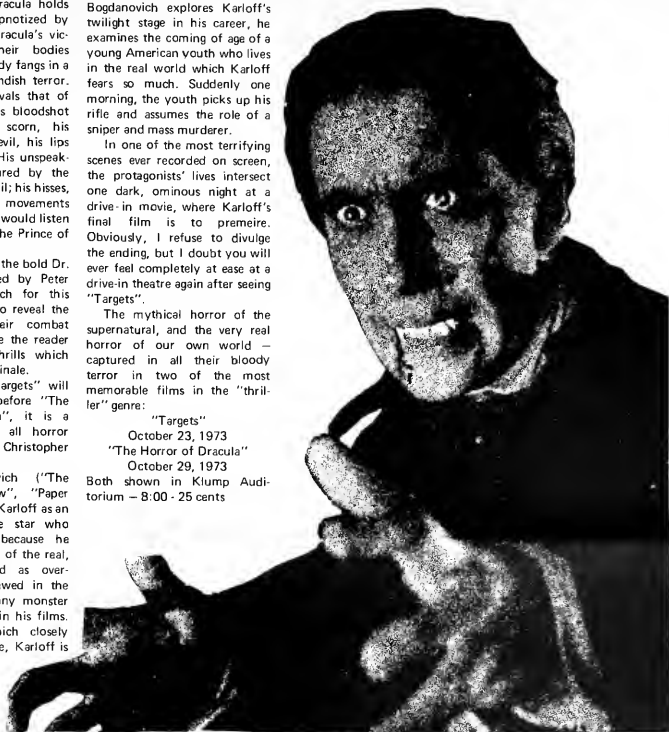 racula holds
pnotized by
racula's vic-
heir bodies
dy fangs in a
ndish terror.
vals that of
s bloodshot
scorn, his
evil, his lips
His unspeak-
red by the
il; his hisses,
movements
would listen
he Prince of
the bold Dr.
ed by Peter
ch for this
o reveal the
eir combat
e the reader
hrills which
inale.
argets" will
before "The
", it is a
all horror
Christopher
ich ("The
w", "Paper
Karloff as an
e star who
because he
of the real,
d as over-
wed in the
ny monster
in his films.
ich closely
e, Karloff is
Bogdanovich explores Karloff's
twilight stage in his career, he
examines the coming of age of a
young American youth who lives
in the real world which Karloff
fears so much. Suddenly one
morning, the youth picks up his
rifle and assumes the role of a
sniper and mass murderer.
In one of the most terrifying
scenes ever recorded on screen,
the protagonists' lives intersect
one dark, ominous night at a
drive-in movie, where Karloff's
final film is to premeire.
Obviously, I refuse to divulge
the ending, but I doubt you will
ever feel completely at ease at a
drive-in theatre again after seeing
"Targets".
The mythical horror of the
supernatural, and the very real
horror of our own world —
captured in all their bloody
terror in two of the most
memorable films in the "thril-
ler" genre:
"Targets"
October 23, 1973
"The Horror of Dracula"
October 29, 1973
Both shown in Klump Audi-
torium — 8:00 - 25 cents